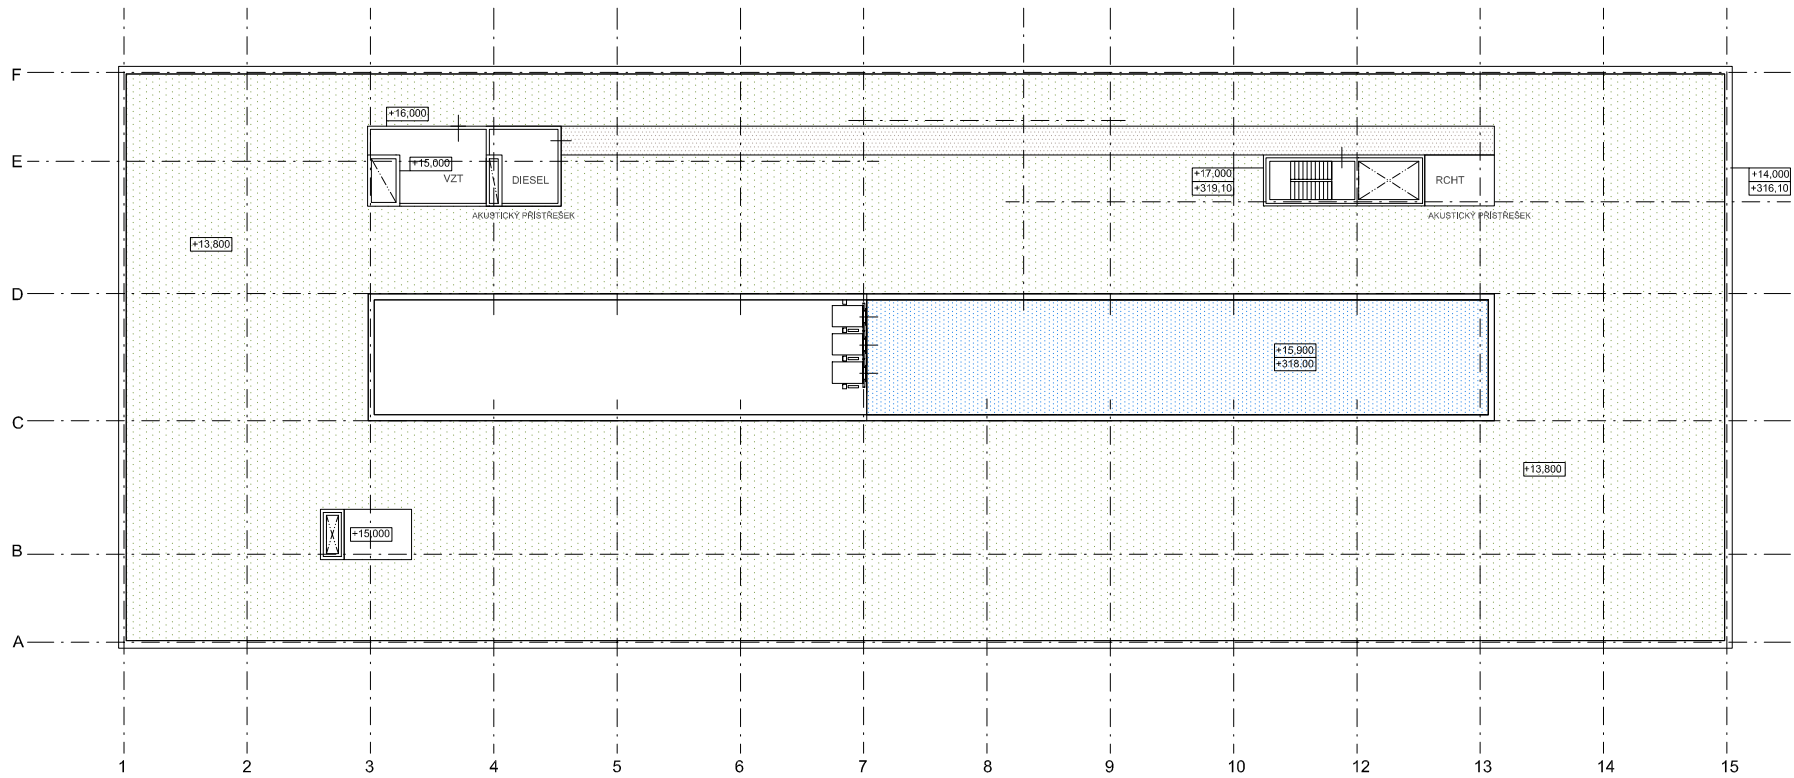 F
+16,000
E
+15,000
VZT
DIESEL
+17,000
+319,10
RCHT
+14,000
+316,10
AKUSTICKÝ PŘÍSTŘEŠEK
AKUSTICKÝ PŘÍSTŘEŠEK
+13,800
D
+15,900
+318.00
C
+13,800
+15,000
B
A
1 2 3 4 5 6 7 8 9 10 11 12 13 14 15